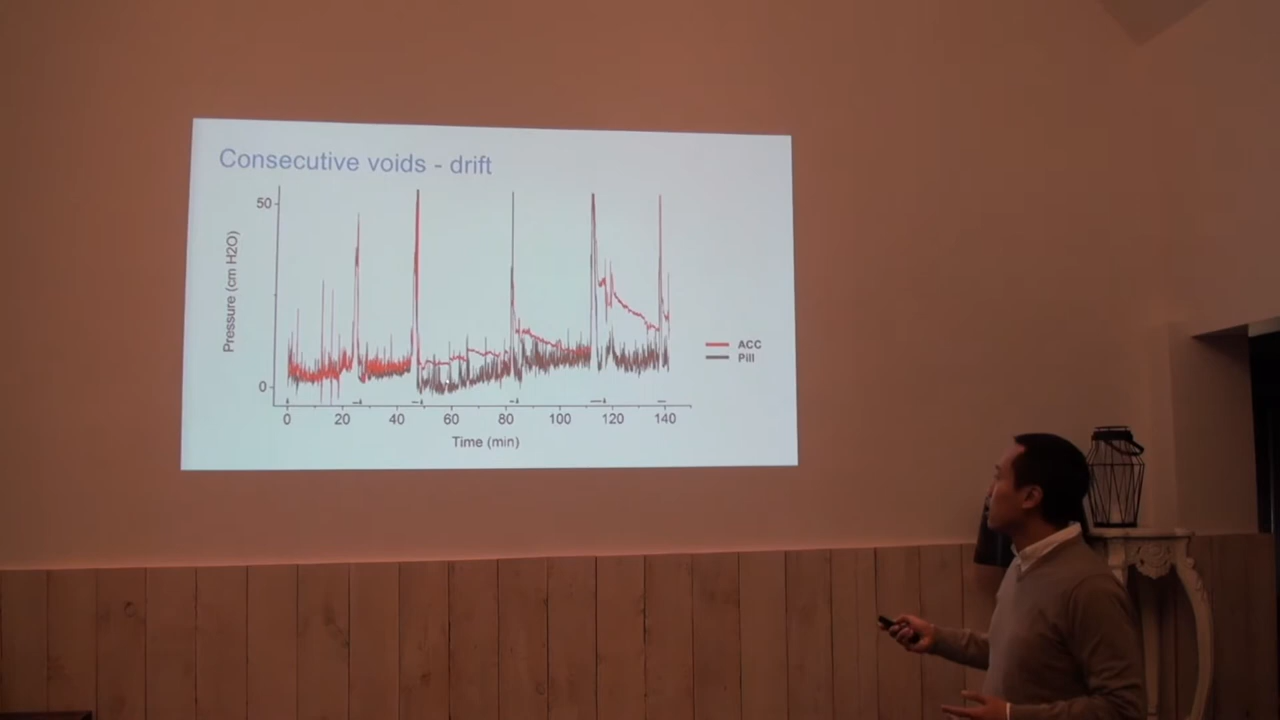 Consecutive voids - drift
50
0
Pressure (cm H2O)
0 20 40 60 80 100 120 140
Time (min)
ACC
Pill